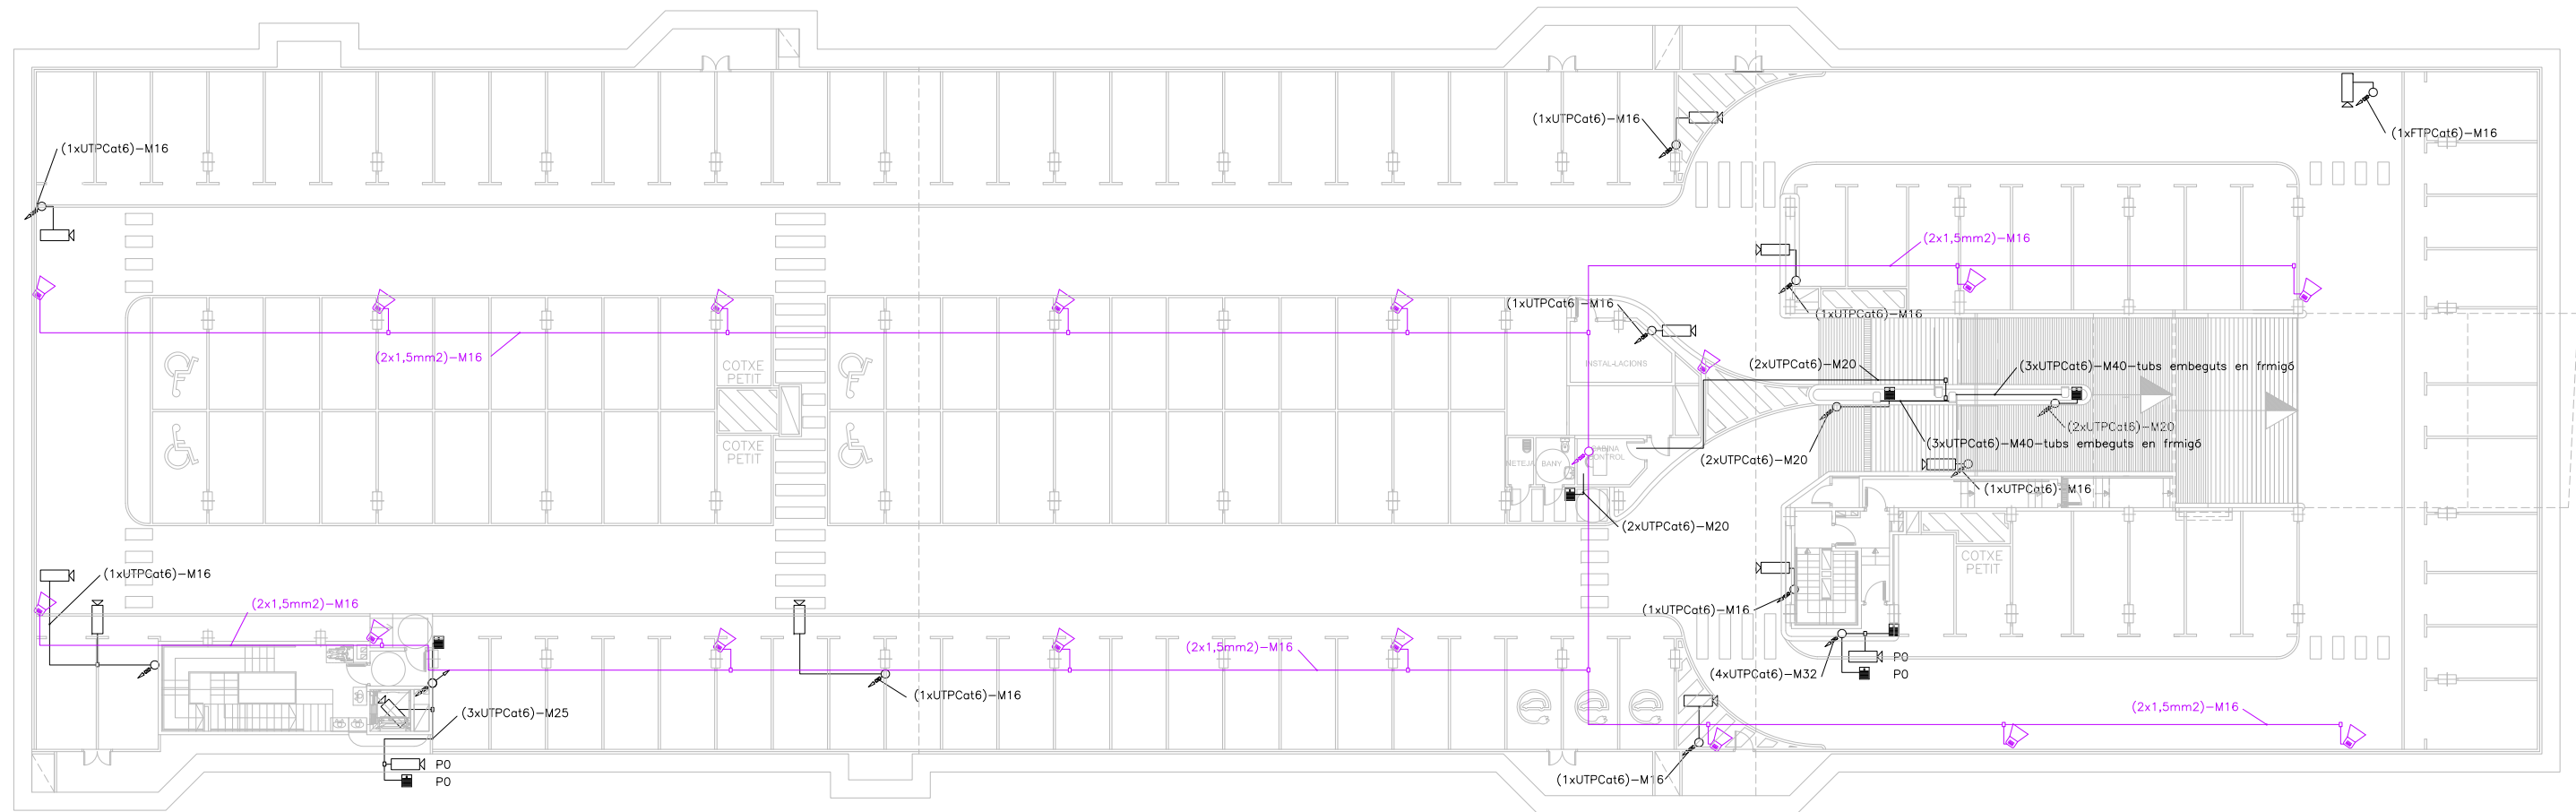 (1xUTPCat6)-M16
(1xUTPCat6)-M16
(1xFTPCat6)-M16
(2x1,5mm2)-M16
(1xUTPCat6)-M16
(1xUTPCat6)-M16
(2x1,5mm2)-M16
COTXE
PETIT
INSTAL·LACIONS
(2xUTPCat6)-M20
(3xUTPCat6)-M40-tubs embeguts en frmigó
F
F
COTXE
PETIT
NETEJA
BANY
CABINA
CONTROL
(2xUTPCat6)-M20
(3xUTPCat6)-M40-tubs embeguts en frmigó
(2xUTPCat6)-M20
(1xUTPCat6)-M16
(2xUTPCat6)-M20
COTXE
PETIT
(1xUTPCat6)-M16
(2x1,5mm2)-M16
(1xUTPCat6)-M16
(2x1,5mm2)-M16
P0
(4xUTPCat6)-M32
P0
(1xUTPCat6)-M16
(3xUTPCat6)-M25
(2x1,5mm2)-M16
P0
P0
(1xUTPCat6)-M16